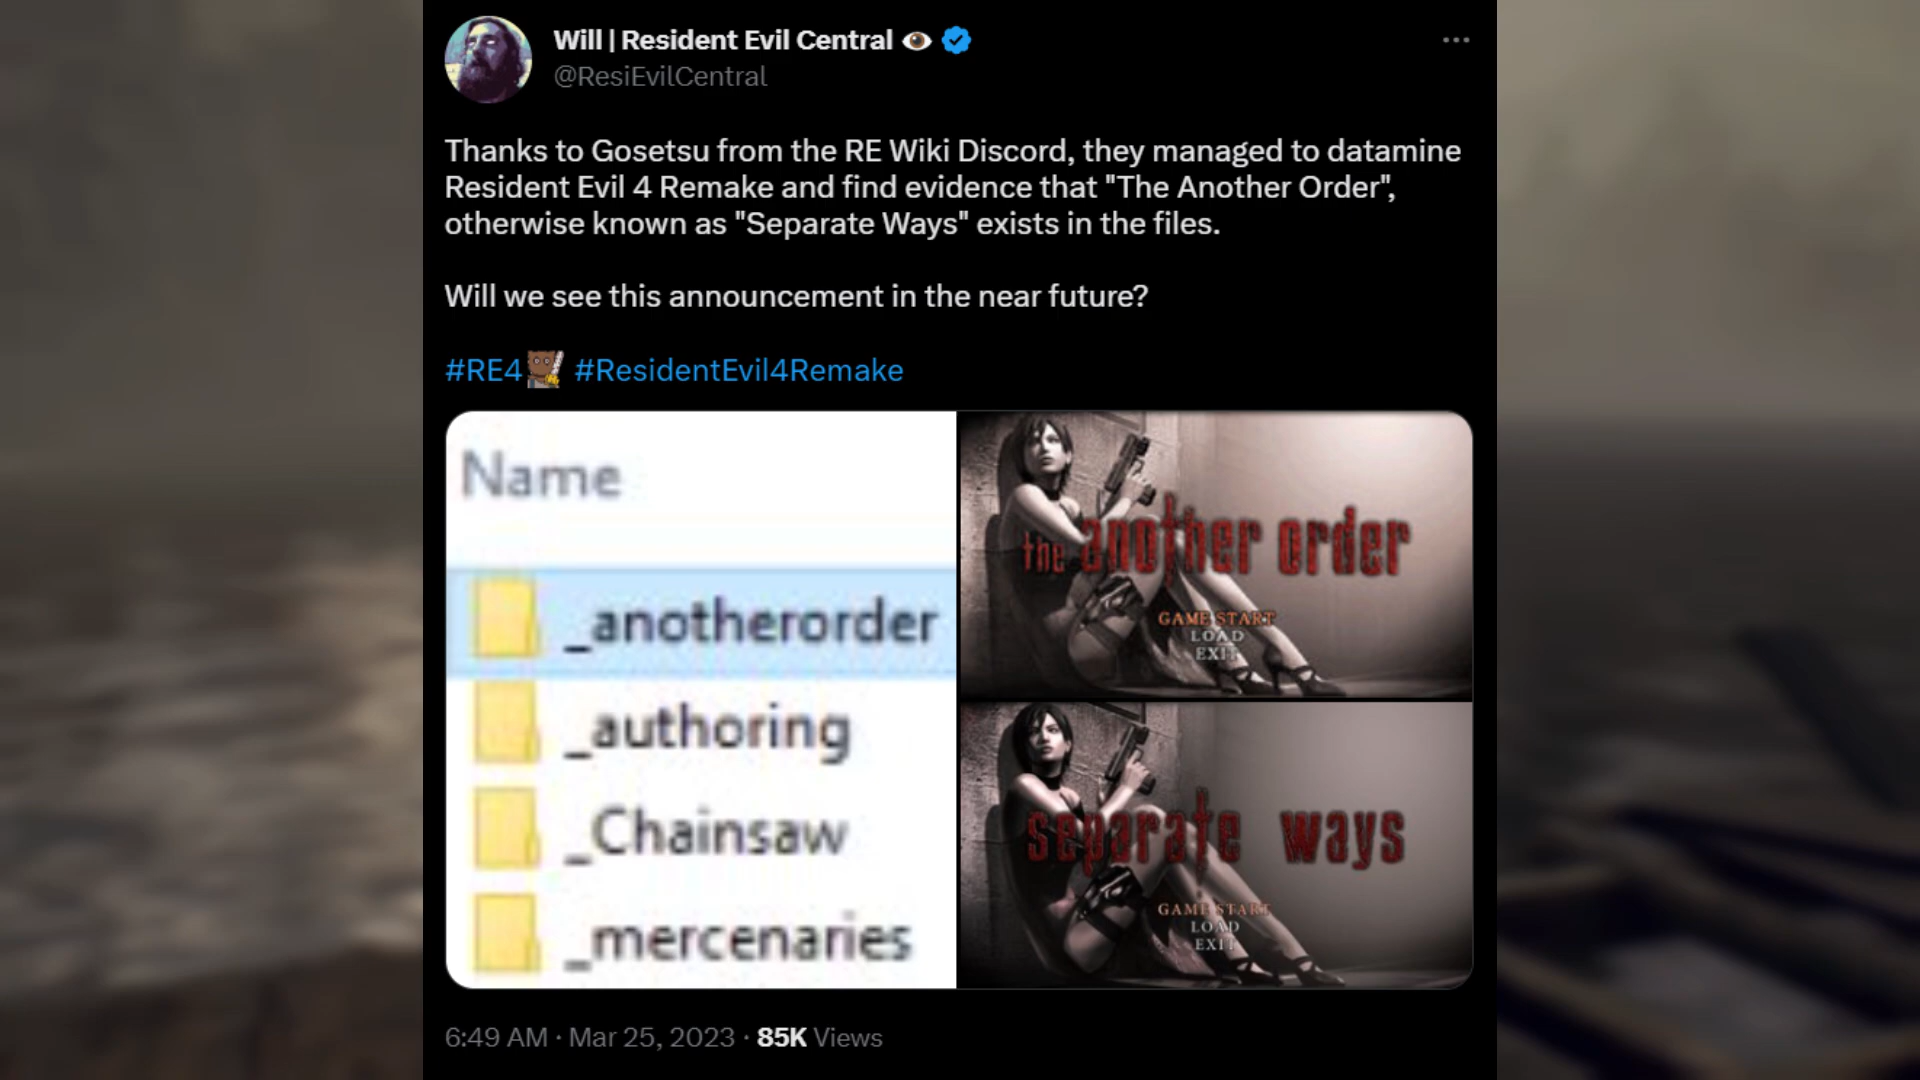 Will | Resident Evil Central
@ResiEvilCentral
Thanks to Gosetsu from the RE Wiki Discord, they managed to datamine
Resident Evil 4 Remake and find evidence that "The Another Order",
otherwise known as "Separate Ways" exists in the files.
Will we see this announcement in the near future?
#RE4 #ResidentEvil4Remake
Name
_anotherorder
_authoring
_Chainsaw
_mercenaries
the another order
GAME START
LOAD
EXIT
separate ways
GAME START
LOAD
EXIT
6:49 AM · Mar 25, 2023 · 85K Views